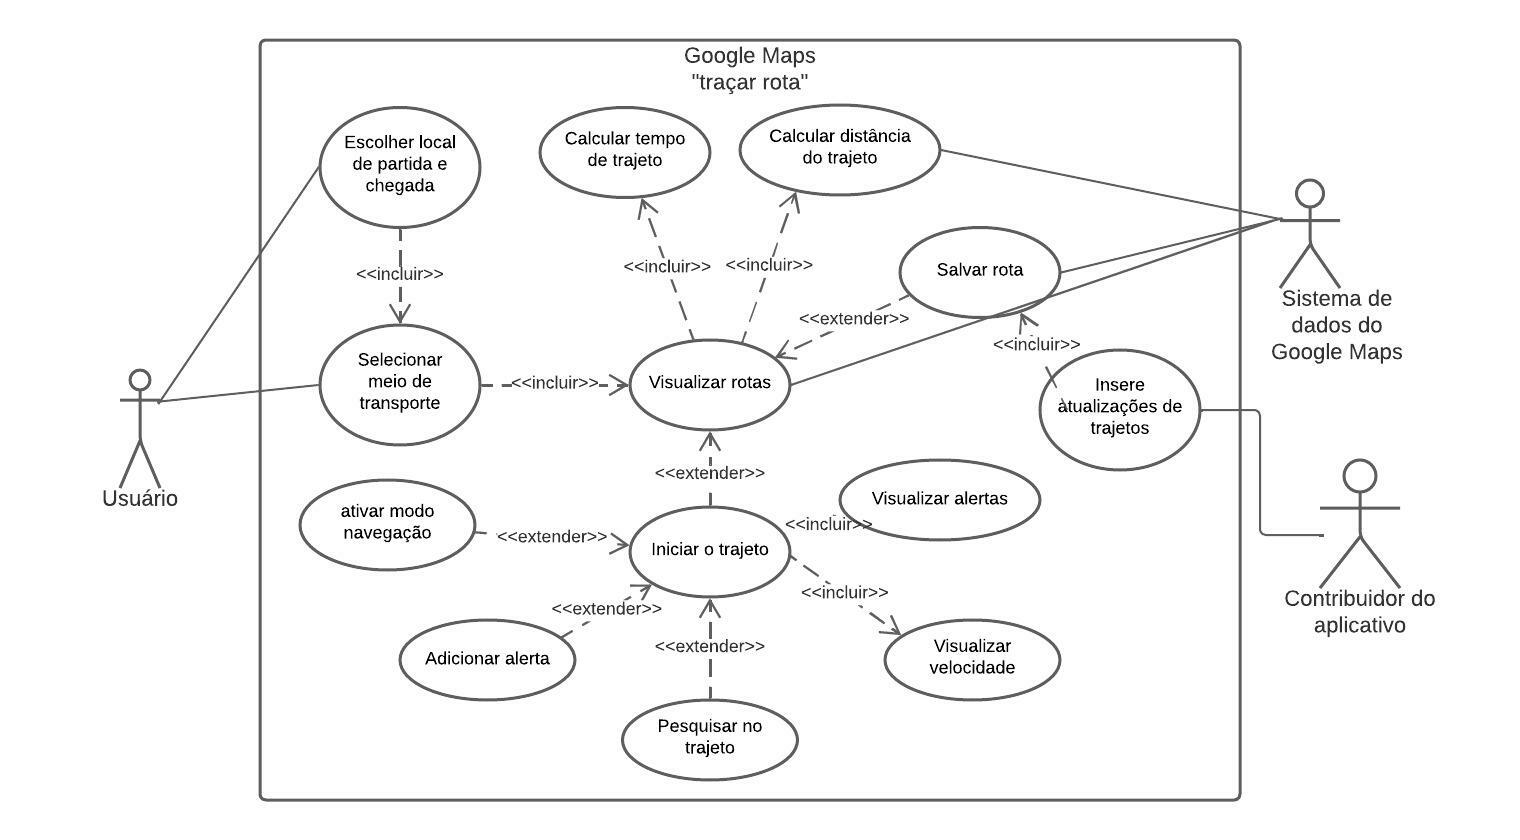 Google Maps
"traçar rota"
Escolher local
de partida e
chegada
Calcular tempo
de trajeto
Calcular distância
do trajeto
<<incluir>>
<<incluir>>
<<incluir>>
Salvar rota
Sistema de
dados do
Google Maps
<<extender>>
<<incluir>>
Selecionar
meio de
transporte
<<incluir>>
Visualizar rotas
Insere
atualizações de
trajetos
Usuário
<<extender>>
Visualizar alertas
ativar modo
navegação
<<extender>>
Iniciar o trajeto
<<incluir>>
<<incluir>>
<<extender>>
Contribuidor do
aplicativo
Adicionar alerta
<<extender>>
Visualizar
velocidade
Pesquisar no
trajeto